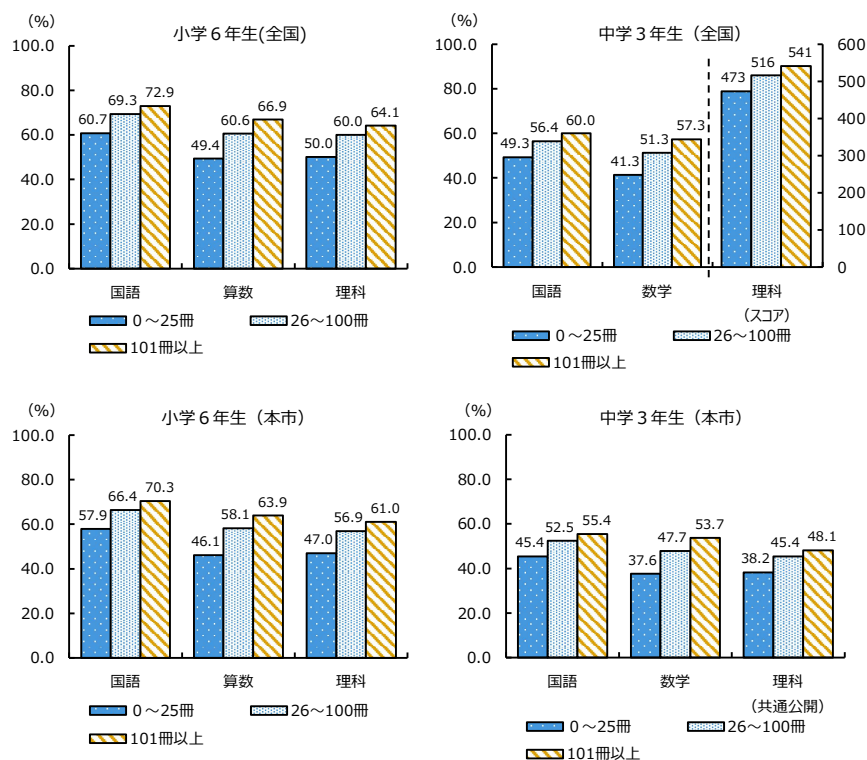 (%)
小学６年生(全国)
100.0
80.0
60.0
40.0
20.0
0.0
60.7
69.3
72.9
49.4
60.6
66.9
50.0
60.0
64.1
国語
算数
理科
0～25冊
26～100冊
101冊以上
(%)
中学３年生（全国）
100.0
80.0
60.0
40.0
20.0
0.0
600
500
400
300
200
100
0
49.3
56.4
60.0
41.3
51.3
57.3
473
516
541
国語
数学
理科
（スコア）
0～25冊
26～100冊
101冊以上
(%)
小学６年生（本市）
100.0
80.0
60.0
40.0
20.0
0.0
57.9
66.4
70.3
46.1
58.1
63.9
47.0
56.9
61.0
国語
算数
理科
0～25冊
26～100冊
101冊以上
(%)
中学３年生（本市）
100.0
80.0
60.0
40.0
20.0
0.0
45.4
52.5
55.4
37.6
47.7
53.7
38.2
45.4
48.1
国語
数学
理科
（共通公開）
0～25冊
26～100冊
101冊以上